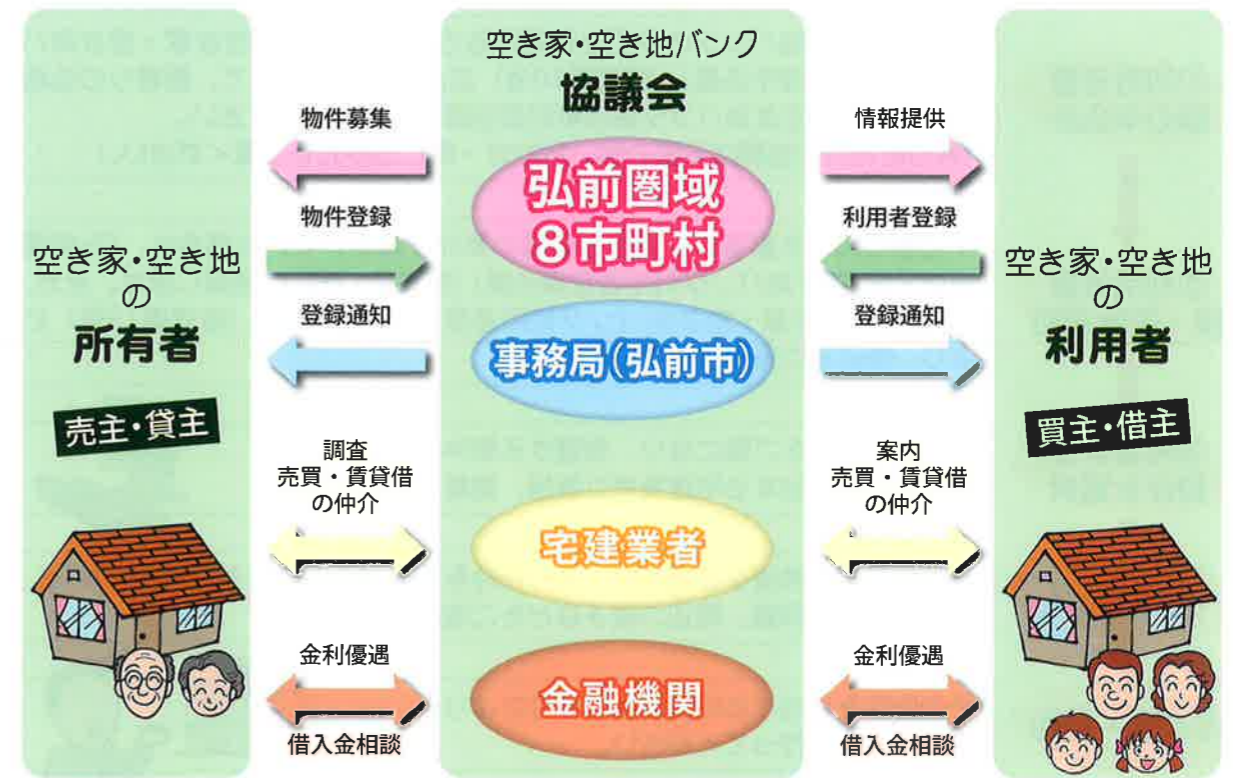 空き家・空き地バンク
協議会
物件募集
情報提供
弘前圏域
8市町村
物件登録
利用者登録
空き家・空き地
の
所有者
空き家・空き地
の
利用者
登録通知
登録通知
事務局(弘前市)
売主・貸主
買主・借主
調査
売買・賃貸借
の仲介
案内
売買・賃貸借
の仲介
宅建業者
金利優遇
金利優遇
金融機関
借入金相談
借入金相談